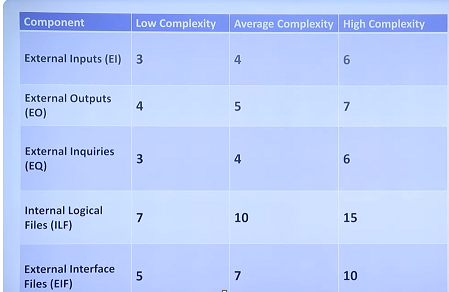 Component Low Complexity Average Complexity High Complexity
External Inputs (EI) 3 4 6
External Outputs
(EO) 4 5 7
External Inquiries
(EQ) 3 4 6
Internal Logical
Files (ILF) 7 10 15
External Interface
Files (EIF) 5 7 10